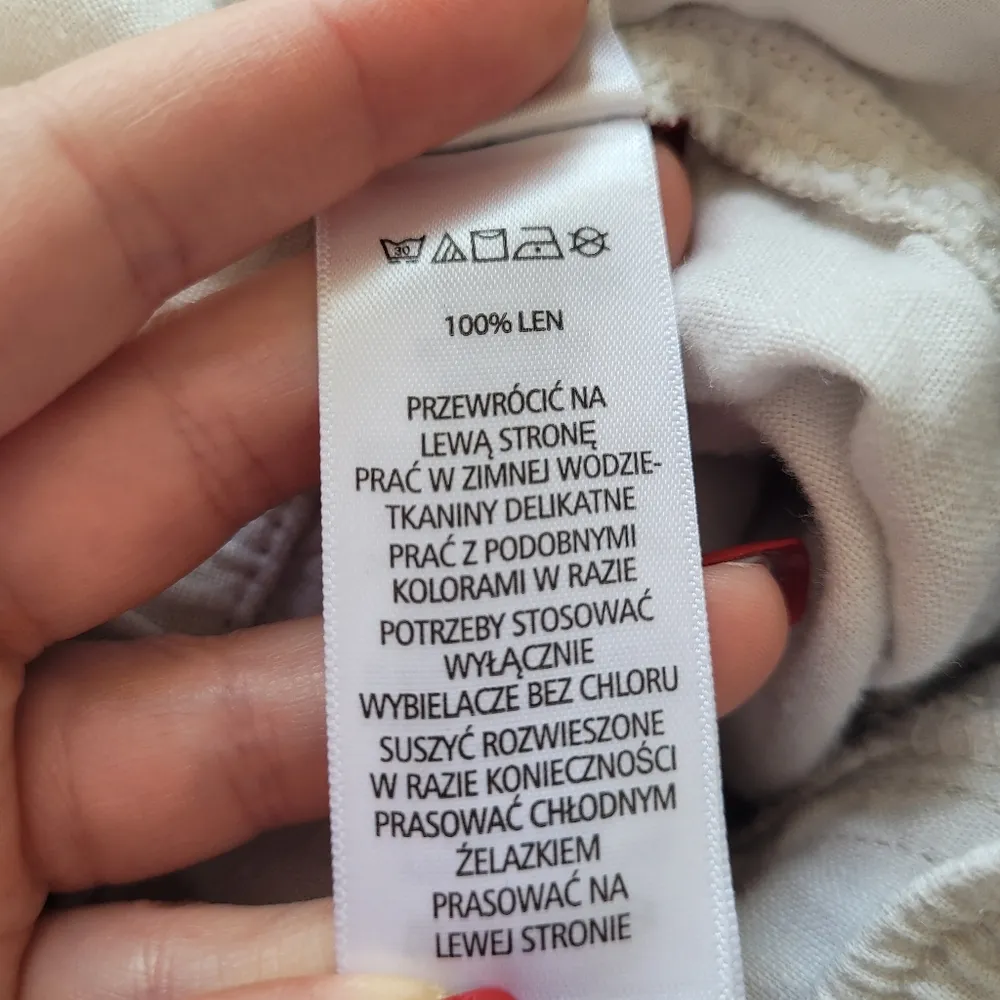 30
100% LEN
PRZEWRÓCIĆ NA
LEWĄ STRONĘ
PRAĆ W ZIMNEJ WODZIE-
TKANINY DELIKATNE
PRAĆ Z PODOBNYMI
KOLORAMI W RAZIE
POTRZEBY STOSOWAĆ
WYŁĄCZNIE
WYBIELACZE BEZ CHLORU
SUSZYĆ ROZWIESZONE
W RAZIE KONIECZNOŚCI
PRASOWAĆ CHŁODNYM
ŻELAZKIEM
PRASOWAĆ NA
LEWEJ STRONIE